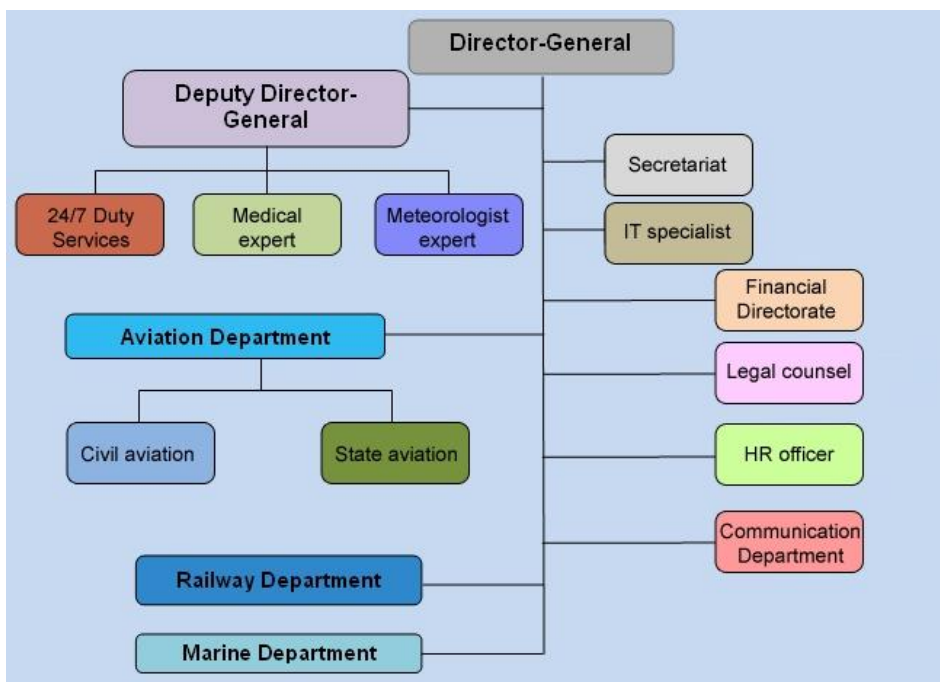 Director-General
Deputy Director-
General
Secretariat
24/7 Duty
Services
Medical
expert
Meteorologist
expert
IT specialist
Financial
Directorate
Aviation Department
Legal counsel
Civil aviation
State aviation
HR officer
Communication
Department
Railway Department
Marine Department